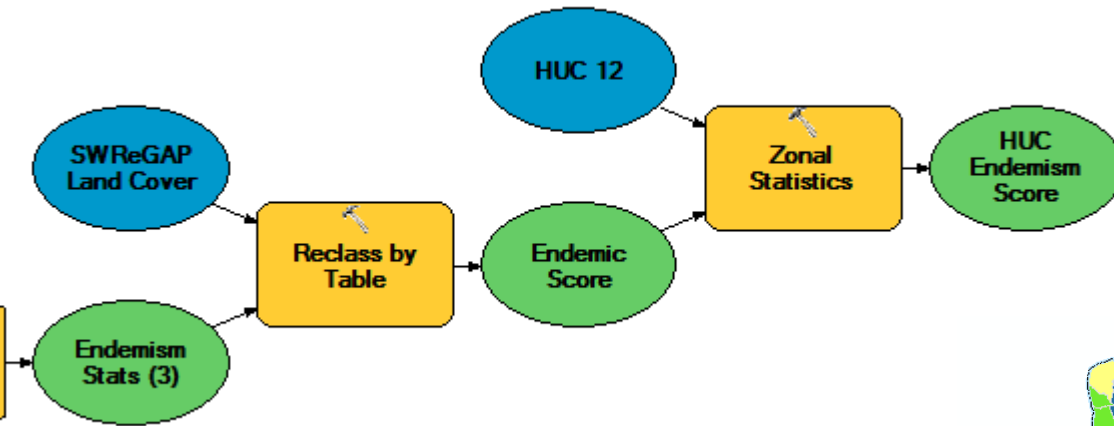 HUC 12
SWReGAP
Land Cover
Zonal
Statistics
HUC
Endemism
Score
Reclass by
Table
Endemic
Score
Endemism
Stats (3)